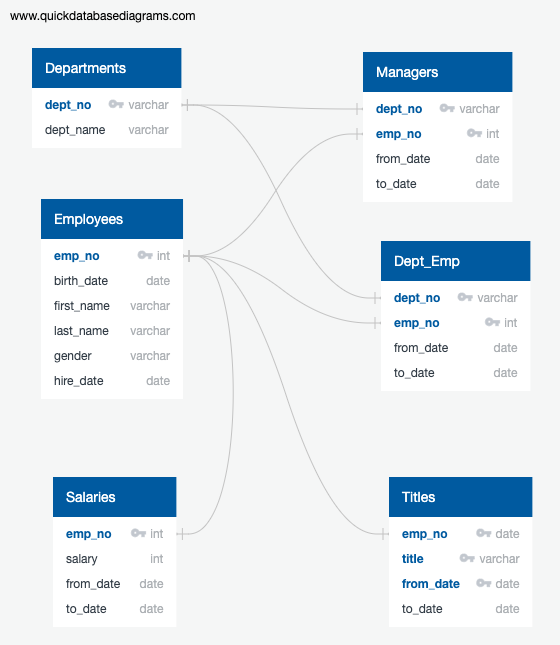 www.quickdatabasediagrams.com
Departments
dept_no varchar
dept_name varchar
Managers
dept_no varchar
emp_no int
from_date date
to_date date
Employees
emp_no int
birth_date date
first_name varchar
last_name varchar
gender varchar
hire_date date
Dept_Emp
dept_no varchar
emp_no int
from_date date
to_date date
Salaries
emp_no int
salary int
from_date date
to_date date
Titles
emp_no date
title varchar
from_date date
to_date date